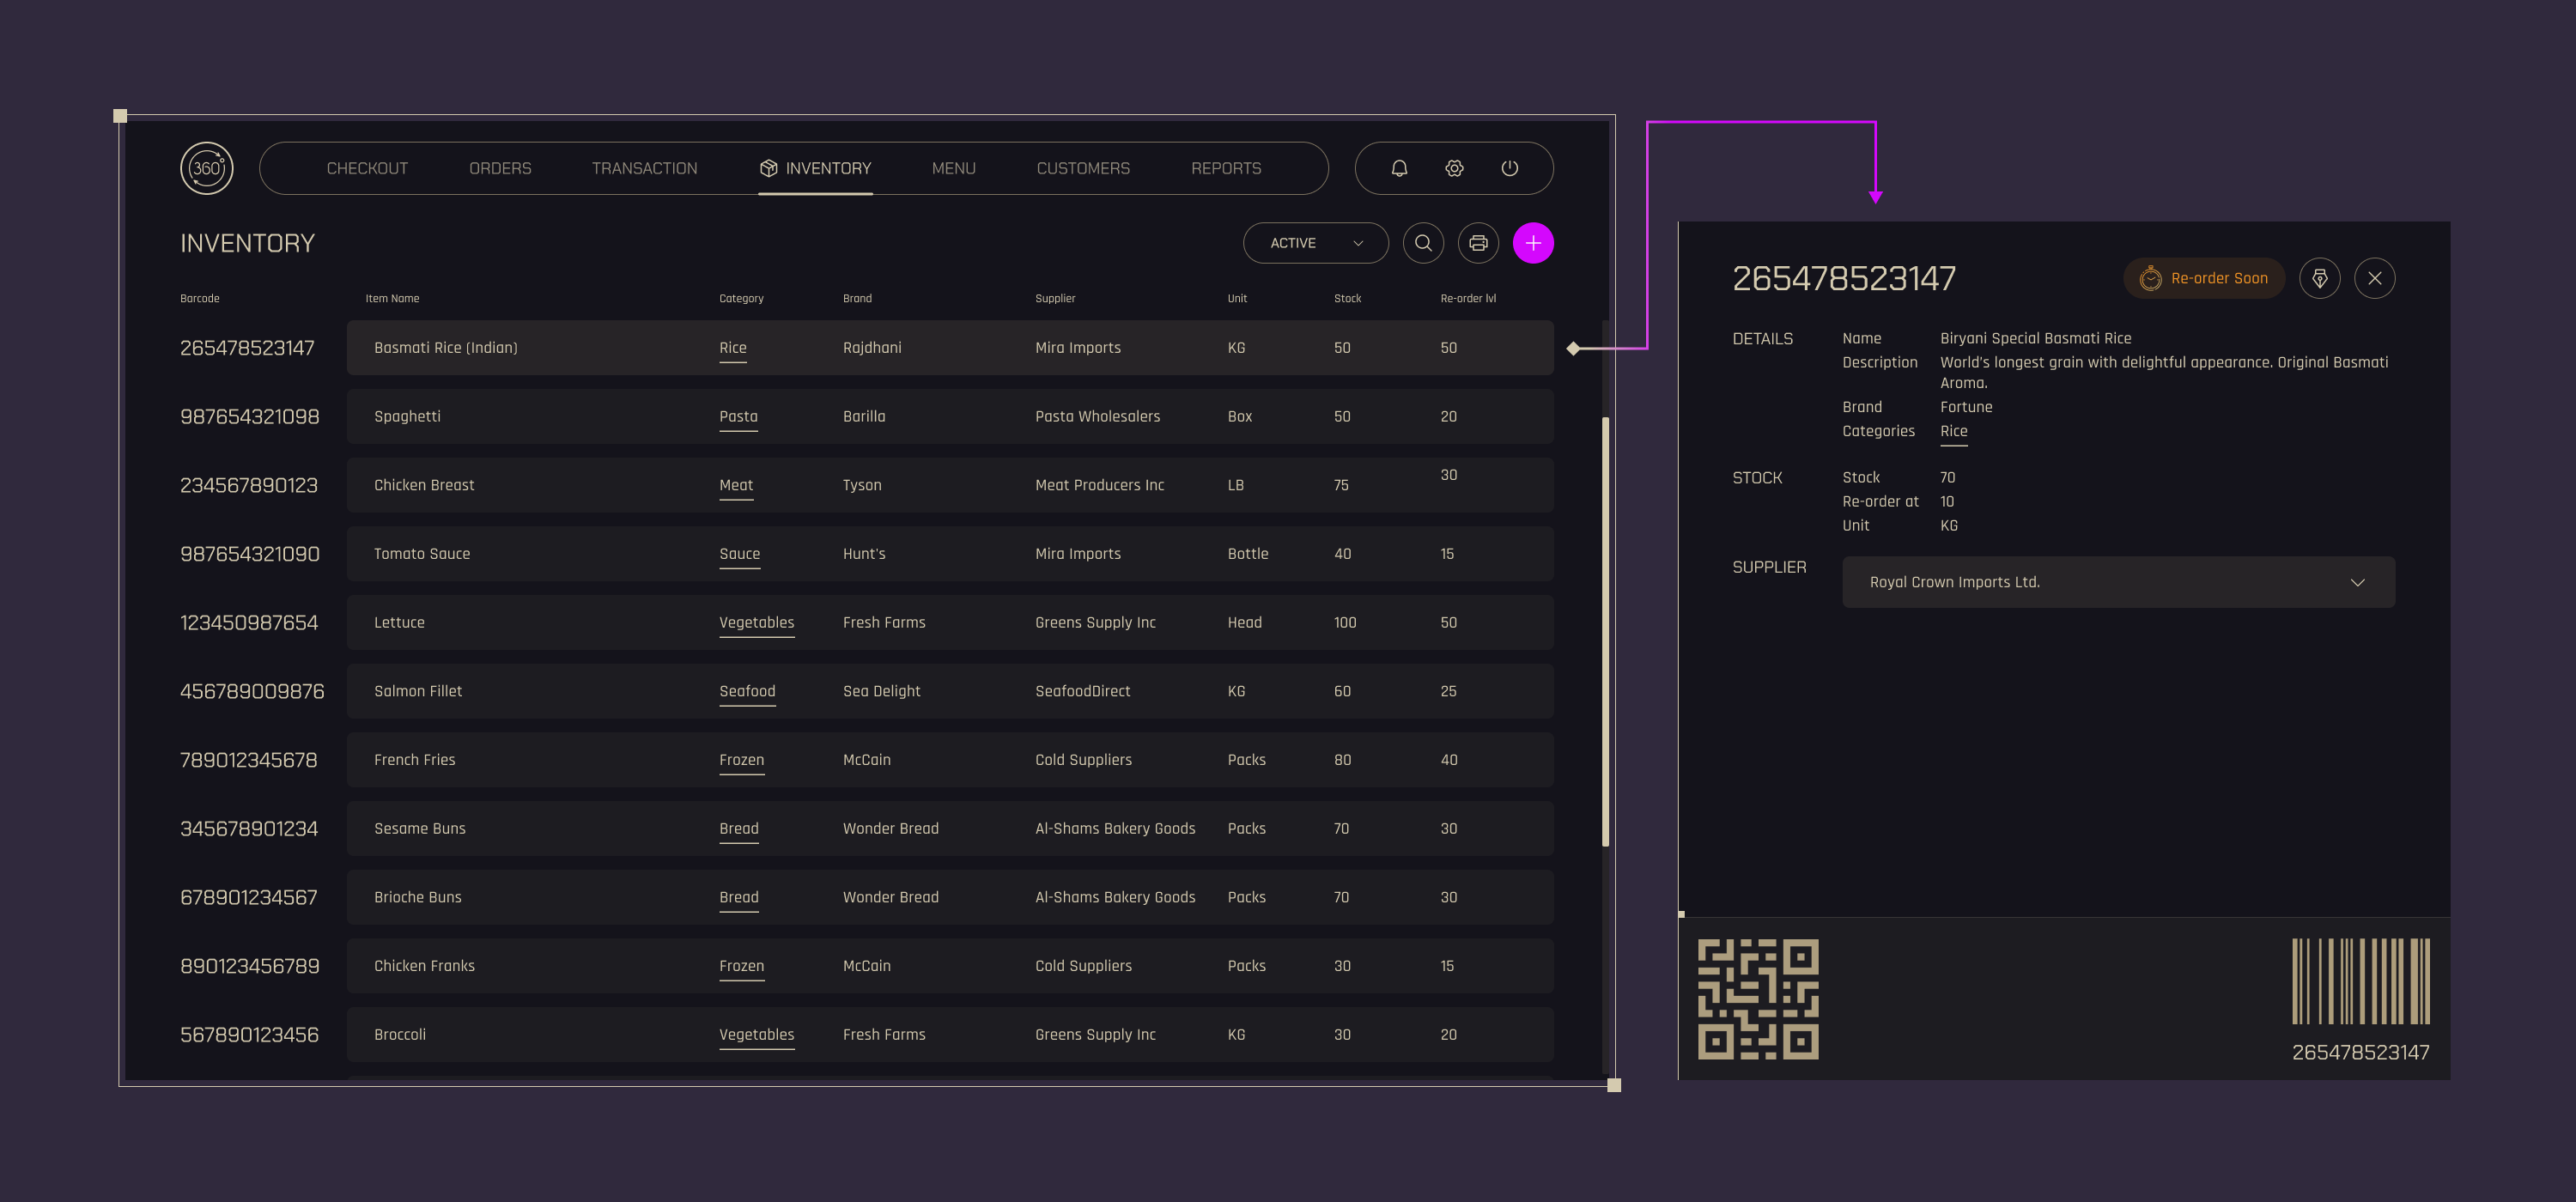 360°
CHECKOUT ORDERS TRANSACTION INVENTORY MENU CUSTOMERS REPORTS
INVENTORY
ACTIVE
Barcode Item Name Category Brand Supplier Unit Stock Re-order lvl
265478523147 Basmati Rice (Indian) Rice Rajdhani Mira Imports KG 50 50
987654321098 Spaghetti Pasta Barilla Pasta Wholesalers Box 50 20
234567890123 Chicken Breast Meat Tyson Meat Producers Inc LB 75 30
987654321090 Tomato Sauce Sauce Hunt's Mira Imports Bottle 40 15
123450987654 Lettuce Vegetables Fresh Farms Greens Supply Inc Head 100 50
456789009876 Salmon Fillet Seafood Sea Delight SeafoodDirect KG 60 25
789012345678 French Fries Frozen McCain Cold Suppliers Packs 80 40
345678901234 Sesame Buns Bread Wonder Bread Al-Shams Bakery Goods Packs 70 30
678901234567 Brioche Buns Bread Wonder Bread Al-Shams Bakery Goods Packs 70 30
890123456789 Chicken Franks Frozen McCain Cold Suppliers Packs 30 15
567890123456 Broccoli Vegetables Fresh Farms Greens Supply Inc KG 30 20
265478523147 Re-order Soon
DETAILS Name Biryani Special Basmati Rice
Description World's longest grain with delightful appearance. Original Basmati
Aroma.
Brand Fortune
Categories Rice
STOCK Stock 70
Re-order at 10
Unit KG
SUPPLIER Royal Crown Imports Ltd.
265478523147